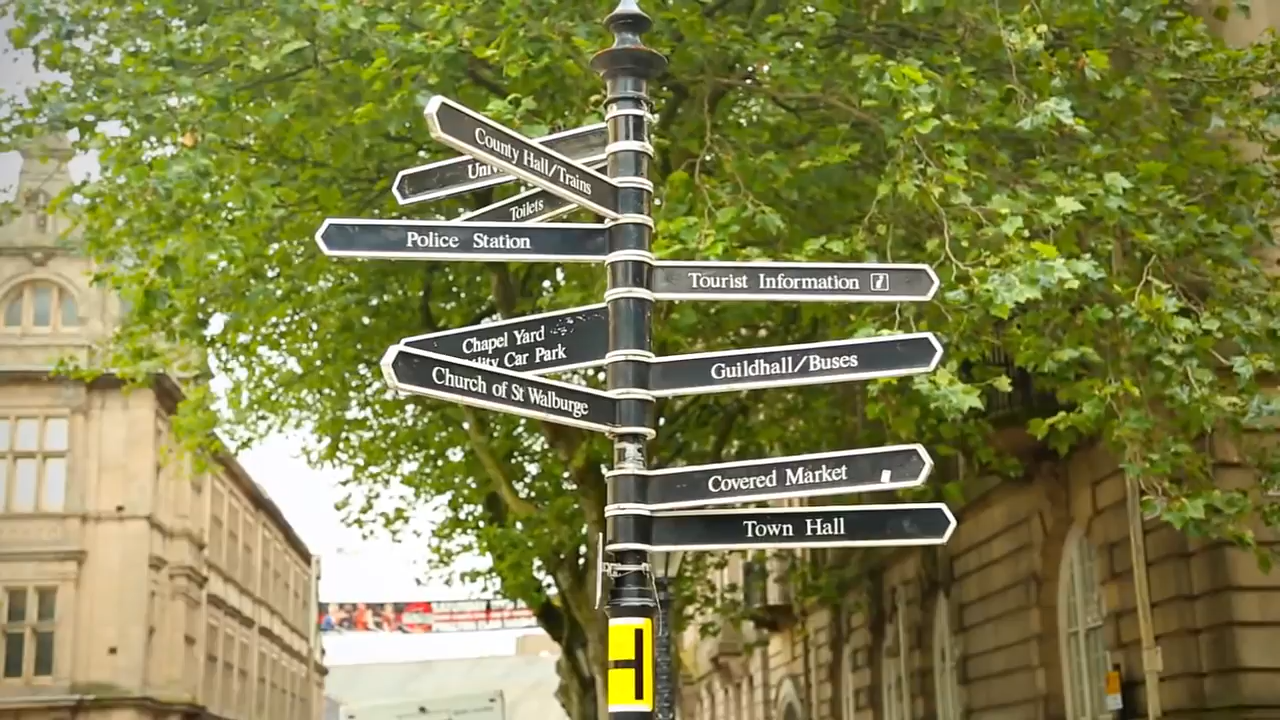 County Hall/Trains
Toilets
Police Station
Tourist Information i
Chapel Yard
Car Park
Guildhall/Buses
Church of St Walburge
Covered Market
Town Hall
H